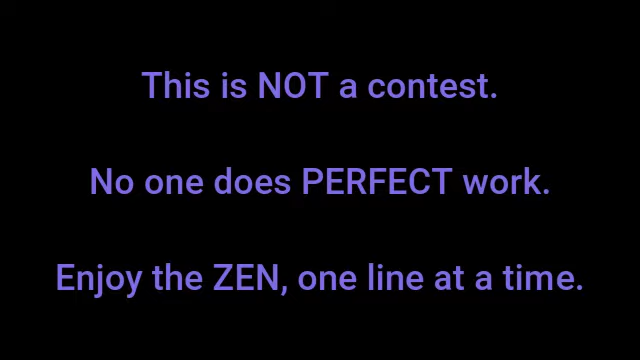 This is NOT a contest.
No one does PERFECT work.
Enjoy the ZEN, one line at a time.